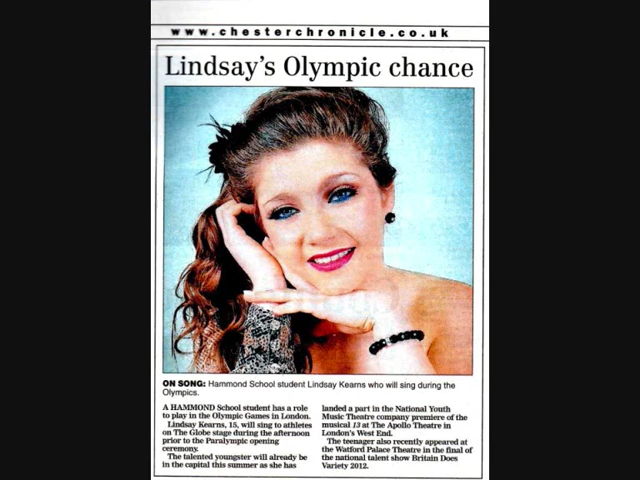 www.chesterchronicle.co.uk
Lindsay's Olympic chance
ON SONG: Hammond School student Lindsay Kearns who will sing during the
Olympics.
A HAMMOND School student has a role
to play in the Olympic Games in London.
Lindsay Kearns, 15, will sing to athletes
on The Globe stage during the afternoon
prior to the Paralympic opening
ceremony.
The talented youngster will already be
in the capital this summer as she has
landed a part in the National Youth
Music Theatre company premiere of the
musical 13 at The Apollo Theatre in
London's West End.
The teenager also recently appeared at
the Watford Palace Theatre in the final of
the national talent show Britain Does
Variety 2012.